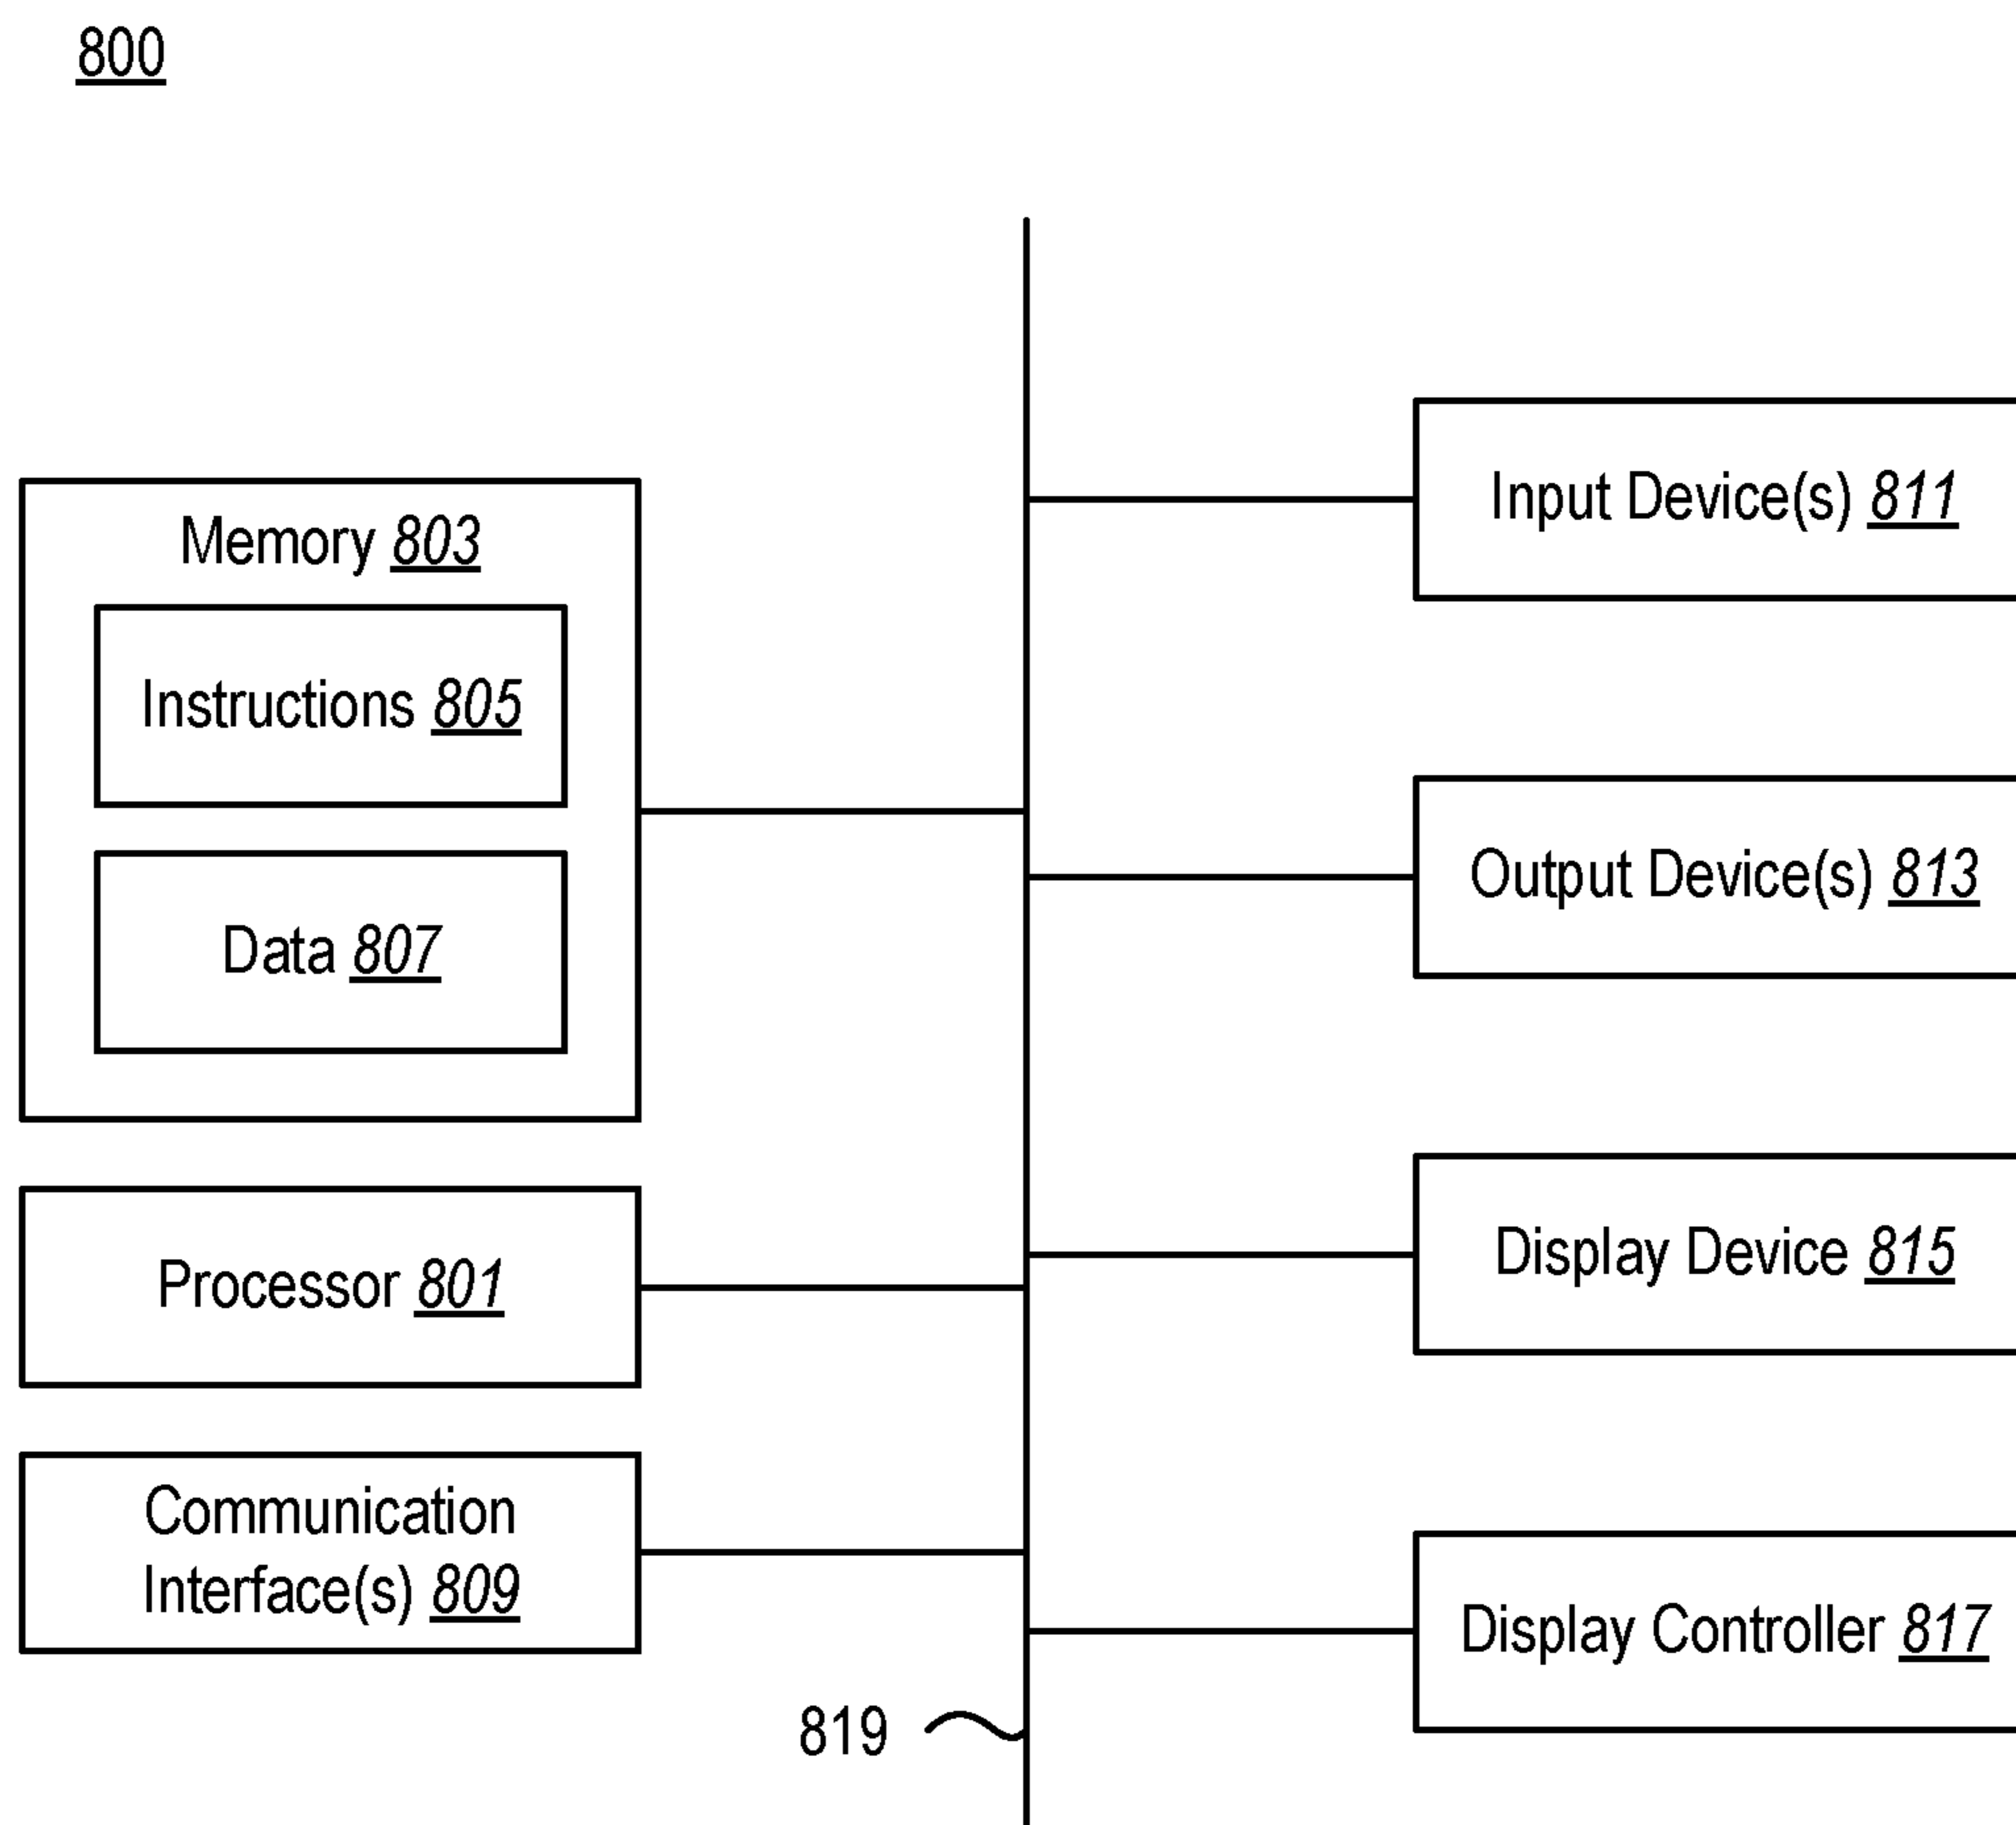 800
Memory 803
Instructions 805
Data 807
Processor 801
Communication
Interface(s) 809
Input Device(s) 811
Output Device(s) 813
Display Device 815
Display Controller 817
819